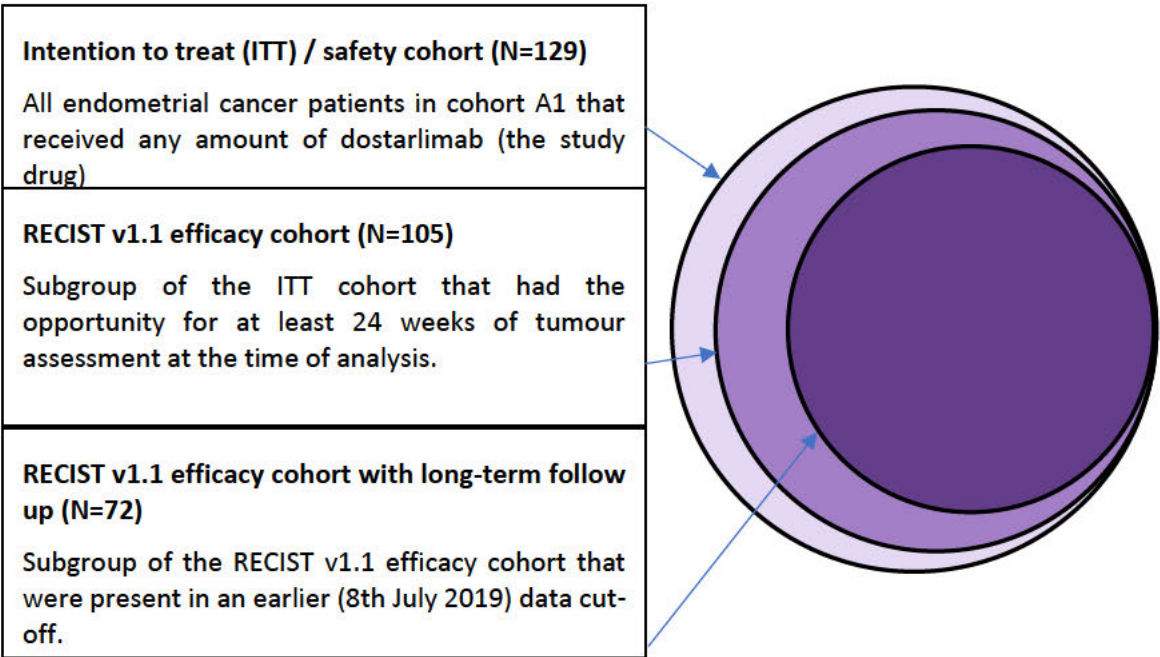 Intention to treat (ITT) / safety cohort (N=129)
All endometrial cancer patients in cohort A1 that
received any amount of dostarlimab (the study
drug)
RECIST v1.1 efficacy cohort (N=105)
Subgroup of the ITT cohort that had the
opportunity for at least 24 weeks of tumour
assessment at the time of analysis.
RECIST v1.1 efficacy cohort with long-term follow
up (N=72)
Subgroup of the RECIST v1.1 efficacy cohort that
were present in an earlier (8th July 2019) data cut-
off.